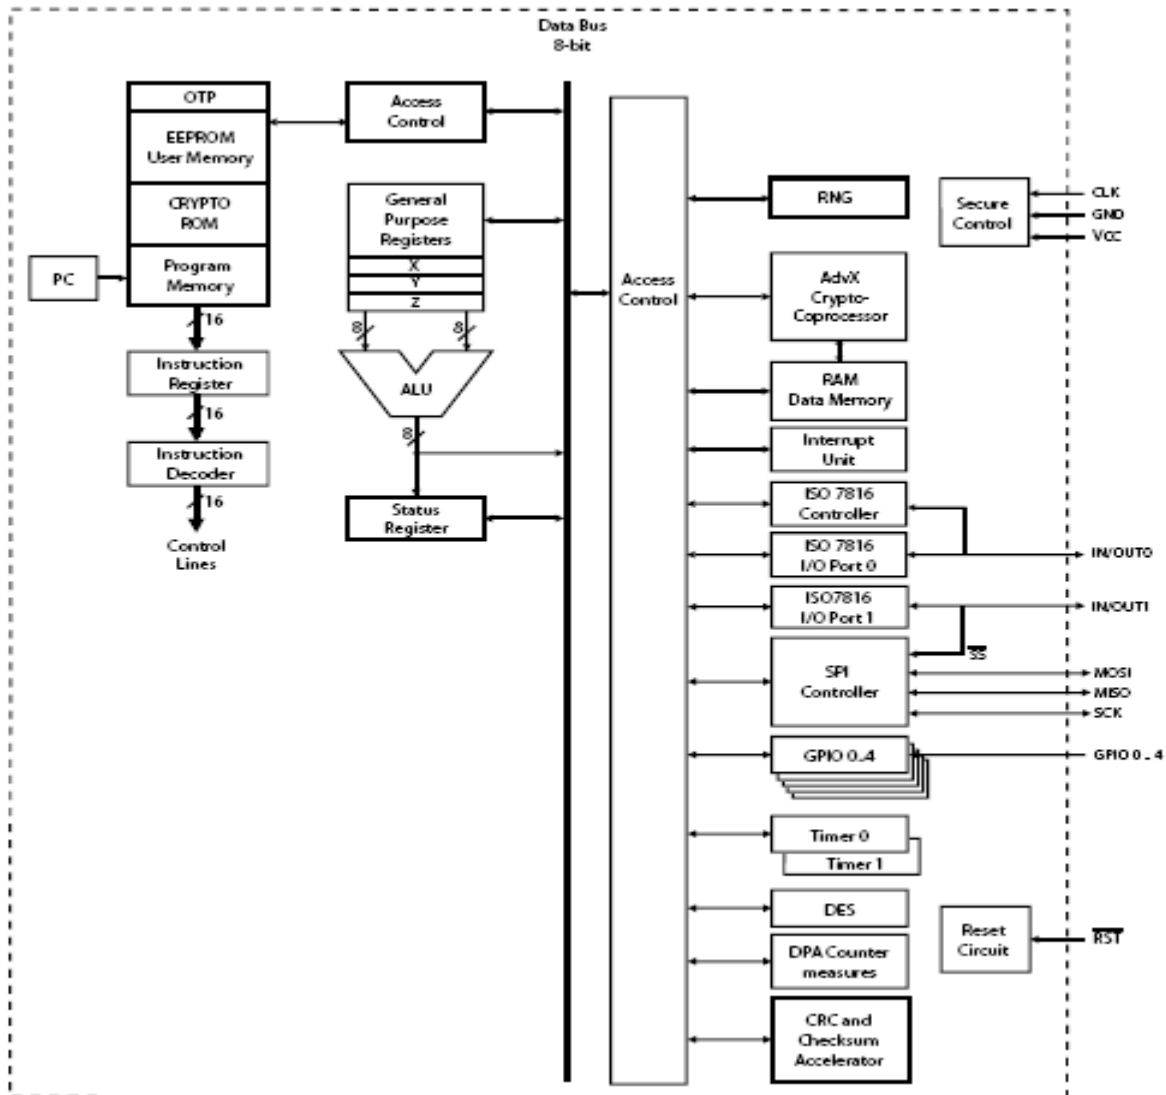 Data Bus
8-bit
OTP
EEPROM
User Memory
CRYPTO
ROM
Program
Memory
PC
16
Instruction
Register
16
Instruction
Decoder
16
Control
Lines
Access
Control
General
Purpose
Registers
X
Y
Z
8
8
ALU
8
Status
Register
Access
Control
RNG
AdvX
Crypto-
Coprocessor
RAM
Data Memory
Interrupt
Unit
ISO 7816
Controller
ISO 7816
I/O Port 0
ISO7816
I/O Port 1
SPI
Controller
GPIO 0..4
Timer 0
Timer 1
DES
DPA Counter
measures
CRC and
Checksum
Accelerator
Secure
Control
CLK
GND
VCC
IN/OUT0
IN/OUT1
SS
MOSI
MISO
SCK
GPIO 0..4
Reset
Circuit
RST